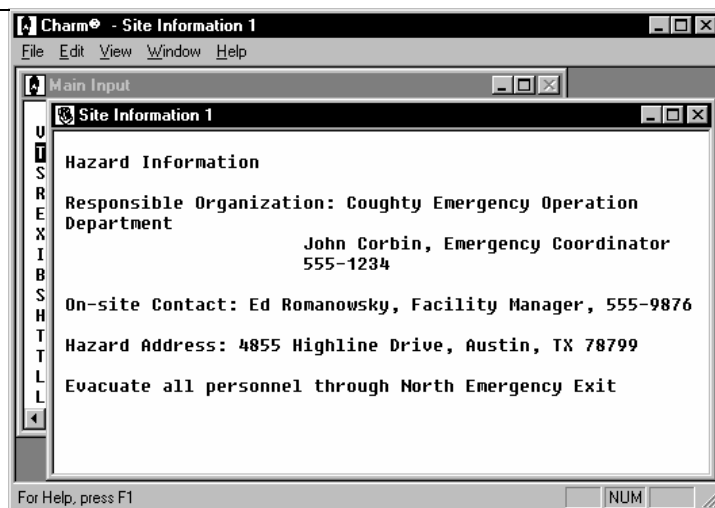 Charm® - Site Information 1
File Edit View Window Help
Main Input
Site Information 1
V
T
S
R
E
X
I
B
S
H
T
T
L
L
Hazard Information
Responsible Organization: Coughty Emergency Operation
Department
John Corbin, Emergency Coordinator
555-1234
On-site Contact: Ed Romanowsky, Facility Manager, 555-9876
Hazard Address: 4855 Highline Drive, Austin, TX 78799
Evacuate all personnel through North Emergency Exit
For Help, press F1
NUM